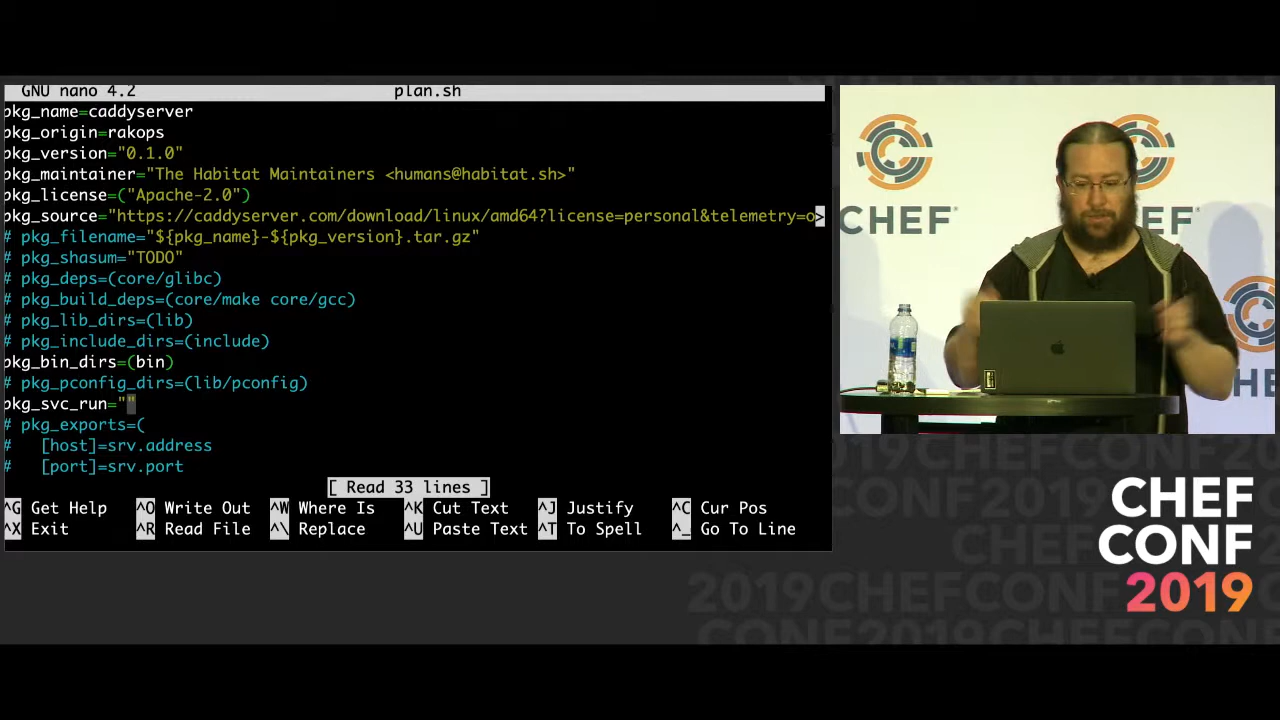 GNU nano 4.2 plan.sh
pkg_name=caddyserver
pkg_origin=rakops
pkg_version="0.1.0"
pkg_maintainer="The Habitat Maintainers <humans@habitat.sh>"
pkg_license=("Apache-2.0")
pkg_source="https://caddyserver.com/download/linux/amd64?license=personal&telemetry=o>
# pkg_filename="${pkg_name}-${pkg_version}.tar.gz"
# pkg_shasum="TODO"
# pkg_deps=(core/glibc)
# pkg_build_deps=(core/make core/gcc)
# pkg_lib_dirs=(lib)
# pkg_include_dirs=(include)
pkg_bin_dirs=(bin)
# pkg_pconfig_dirs=(lib/pconfig)
pkg_svc_run=""
# pkg_exports=(
# [host]=srv.address
# [port]=srv.port
[ Read 33 lines ]
^G Get Help ^O Write Out ^W Where Is ^K Cut Text ^J Justify ^C Cur Pos
^X Exit ^R Read File ^\ Replace ^U Paste Text ^T To Spell ^_ Go To Line
CHEF
CHEF
CHEF
CONF
2019